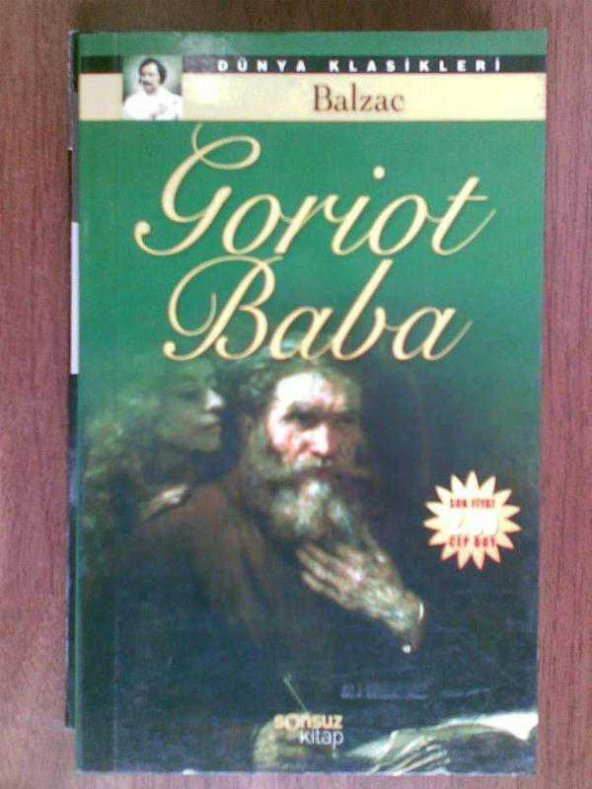 DÜNYA KLASİKLERİ
Balzac
Goriot
Baba
CEP BOY
sonsuz
kitap